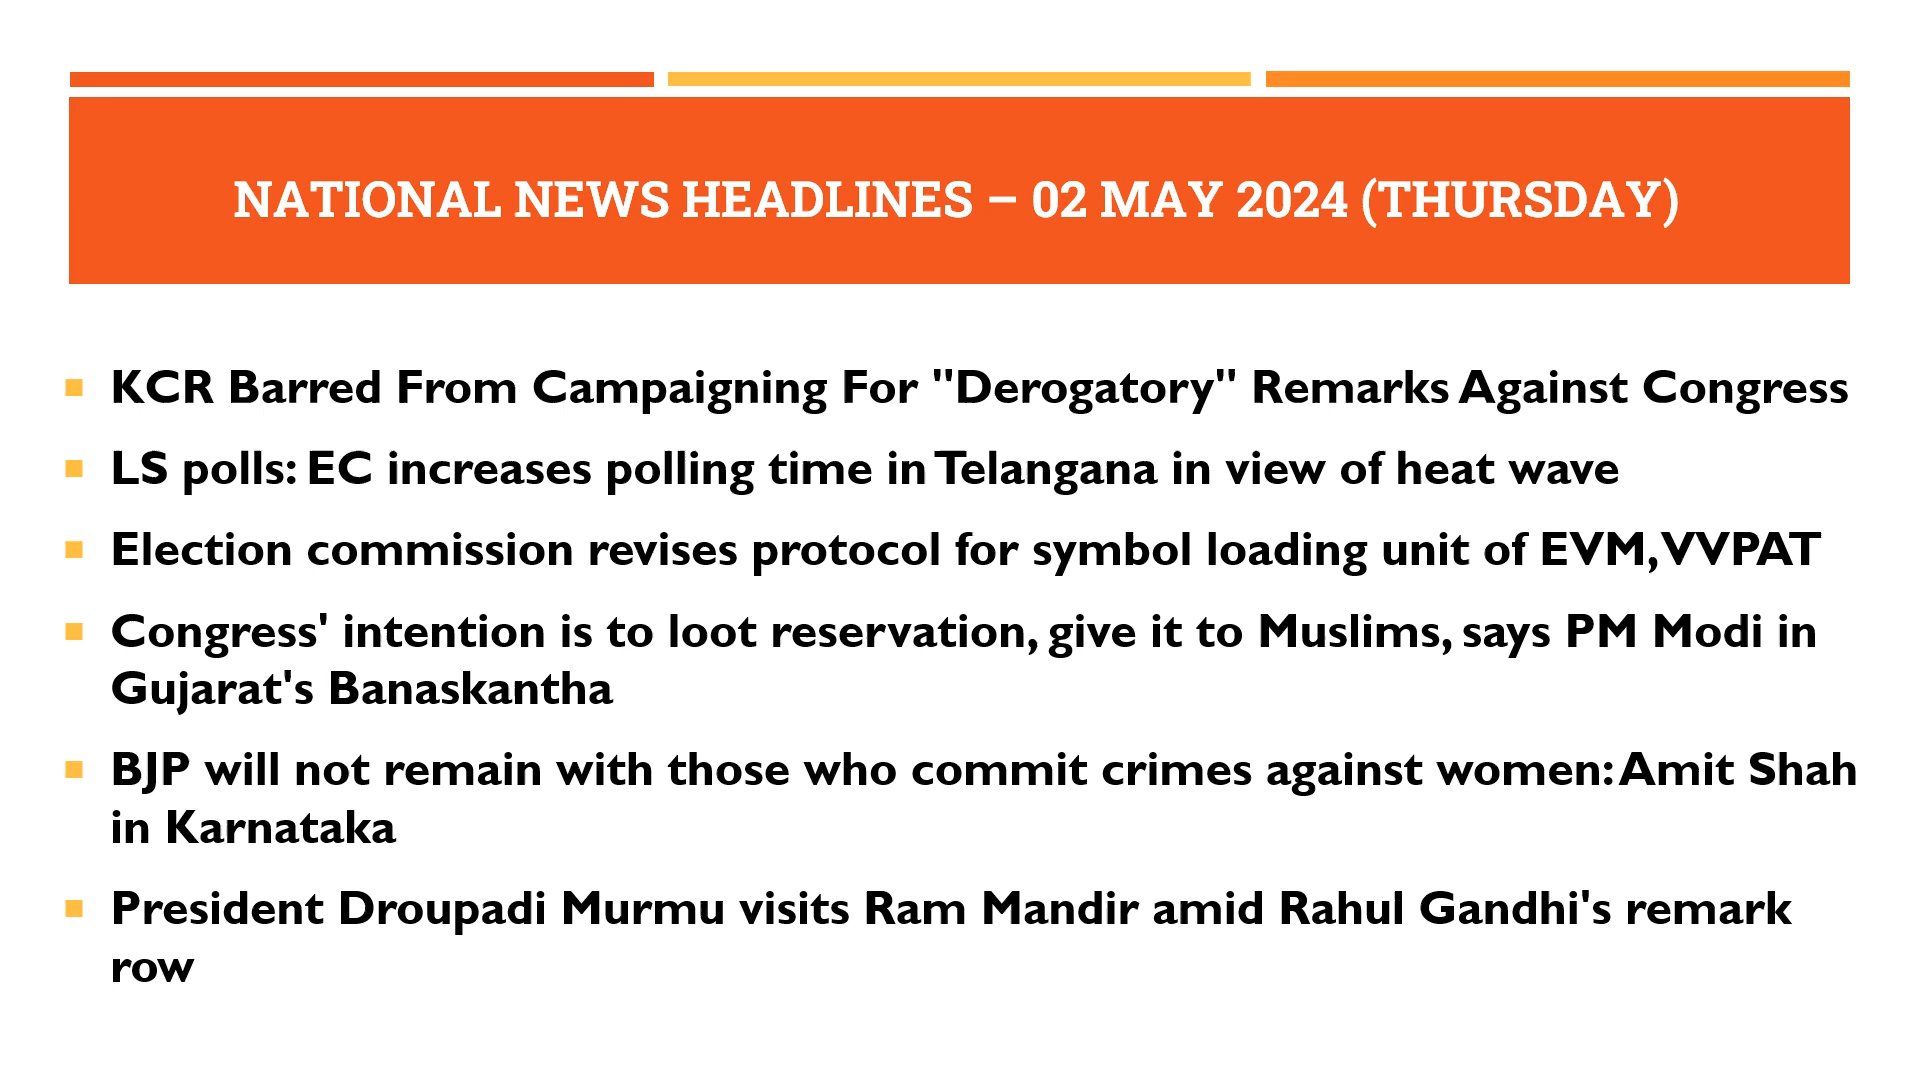 NATIONAL NEWS HEADLINES – 02 MAY 2024 (THURSDAY)
KCR Barred From Campaigning For "Derogatory" Remarks Against Congress
LS polls: EC increases polling time in Telangana in view of heat wave
Election commission revises protocol for symbol loading unit of EVM, VVPAT
Congress' intention is to loot reservation, give it to Muslims, says PM Modi in
Gujarat's Banaskantha
BJP will not remain with those who commit crimes against women: Amit Shah
in Karnataka
President Droupadi Murmu visits Ram Mandir amid Rahul Gandhi's remark
row